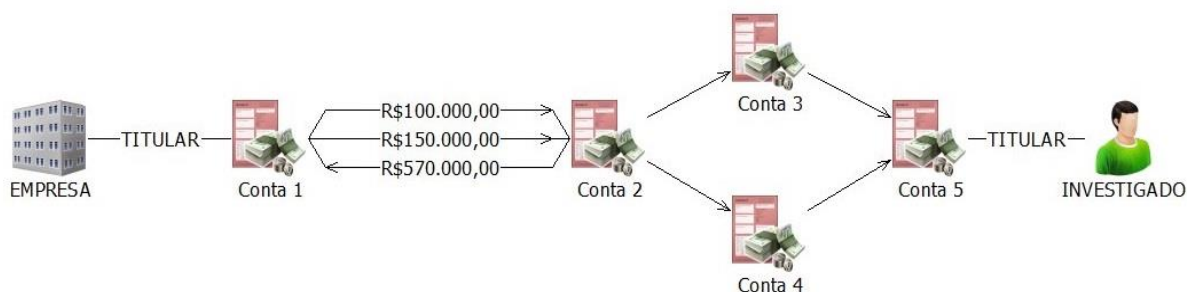 EMPRESA
TITULAR
Conta 1
R$100.000,00
R$150.000,00
R$570.000,00
Conta 2
Conta 3
Conta 4
Conta 5
TITULAR
INVESTIGADO